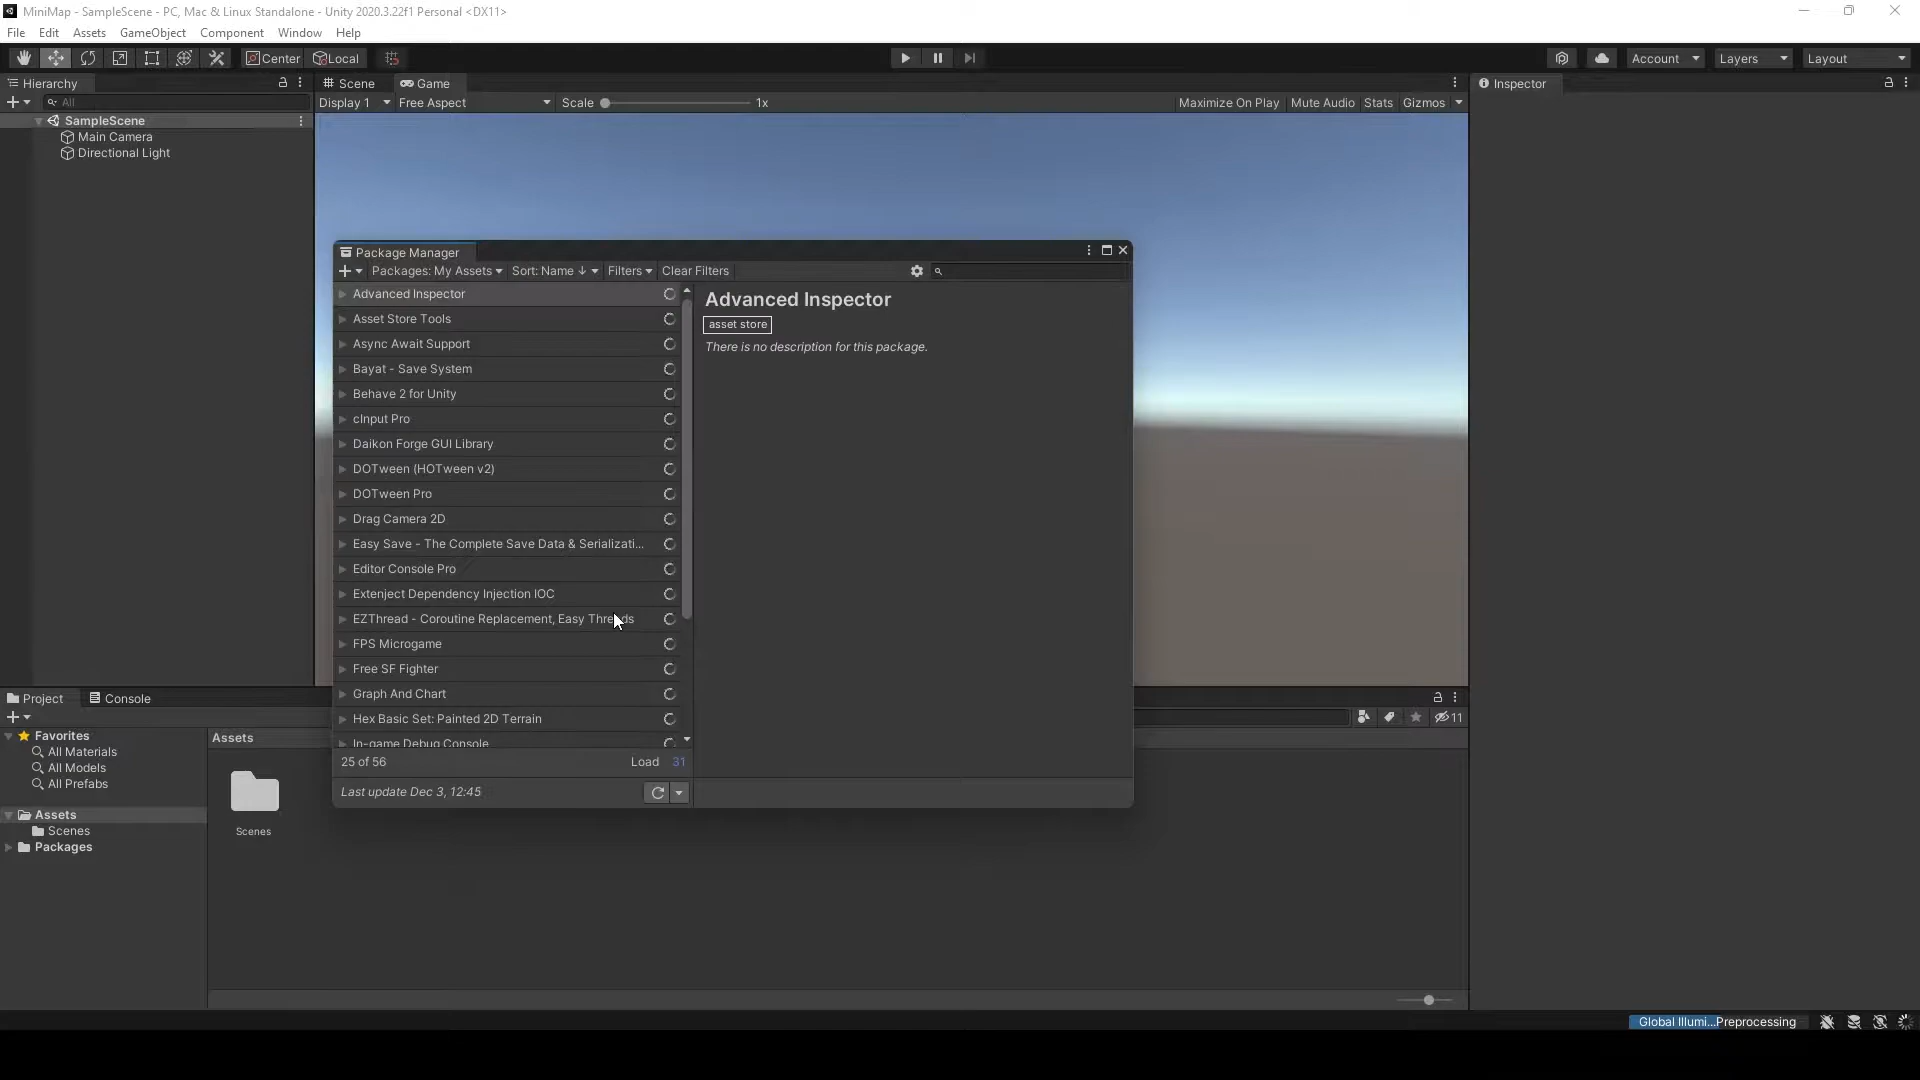 MiniMap - SampleScene - PC, Mac & Linux Standalone - Unity 2020.3.22f1 Personal <DX11>
File Edit Assets GameObject Component Window Help
Center Local Account Layers Layout
Hierarchy Scene Game Inspector
All Display 1 Free Aspect Scale 1x Maximize On Play Mute Audio Stats Gizmos
SampleScene
Main Camera
Directional Light
Package Manager
Packages: My Assets Sort: Name ↓ Filters Clear Filters
Advanced Inspector
Asset Store Tools
Async Await Support
Bayat - Save System
Behave 2 for Unity
cInput Pro
Daikon Forge GUI Library
DOTween (HOTween v2)
DOTween Pro
Drag Camera 2D
Easy Save - The Complete Save Data & Serializati...
Editor Console Pro
Extenject Dependency Injection IOC
EZThread - Coroutine Replacement, Easy Threads
FPS Microgame
Free SF Fighter
Graph And Chart
Hex Basic Set: Painted 2D Terrain
In-game Debug Console
25 of 56 Load 31
Last update Dec 3, 12:45
Advanced Inspector
asset store
There is no description for this package.
Project Console
11
Favorites
All Materials
All Models
All Prefabs
Assets
Scenes
Packages
Assets
Scenes
Global Illumi...Preprocessing